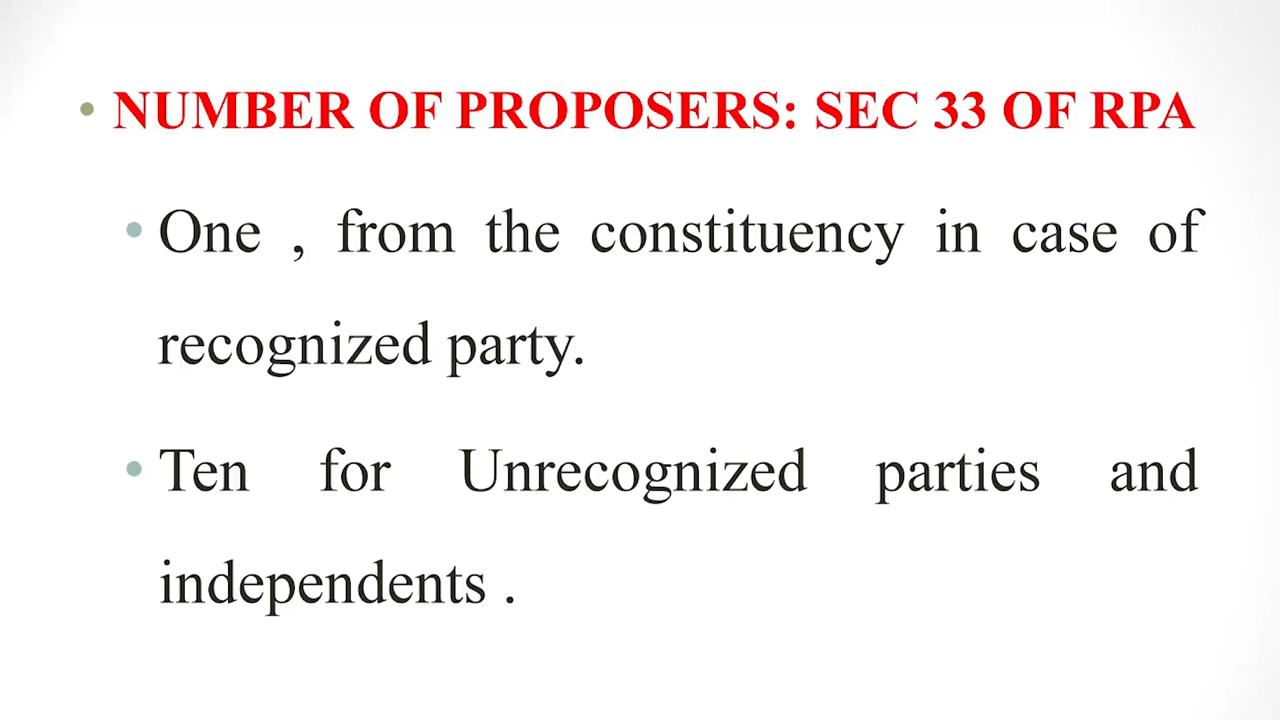 • NUMBER OF PROPOSERS: SEC 33 OF RPA
• One , from the constituency in case of
recognized party.
• Ten for Unrecognized parties and
independents .